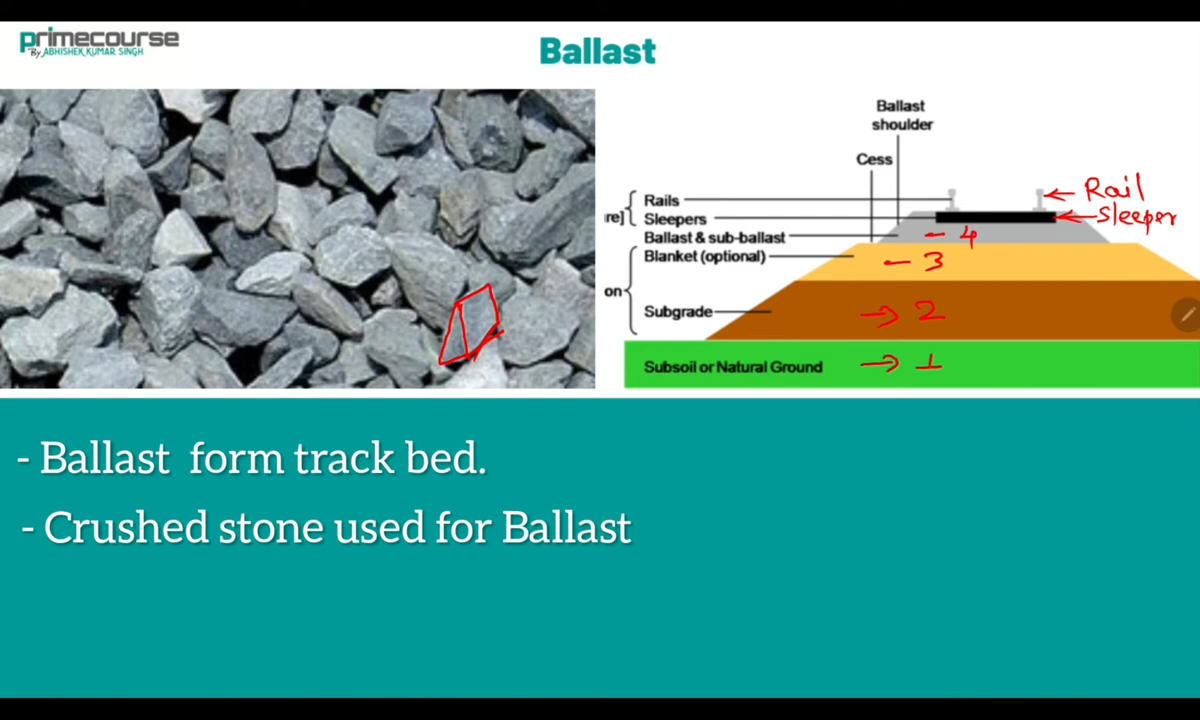 primecourse
By ABHISHEK KUMAR SINGH
Ballast
Ballast
shoulder
Cess
Rails
re]
Sleepers
Ballast & sub-ballast
Blanket (optional)
on
Subgrade
Subsoil or Natural Ground
Rail
Sleeper
4
3
2
1
- Ballast form track bed.
- Crushed stone used for Ballast